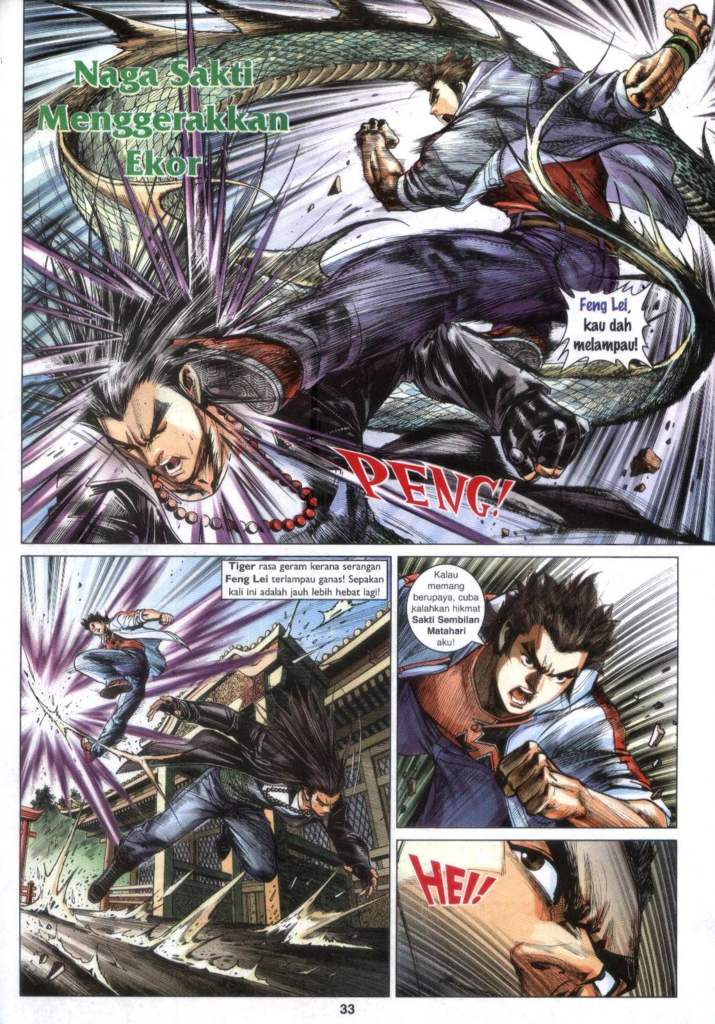 Naga Sakti
Menggerakkan
Ekor
Feng Lei,
kau dah
melampau!
PENG!
Tiger rasa geram kerana serangan
Feng Lei terlampau ganas! Sepakan
kali ini adalah jauh lebih hebat lagi!
Kalau
memang
berupaya, cuba
kalahkan hikmat
Sakti Sembilan
Matahari
aku!
HEI!!
33